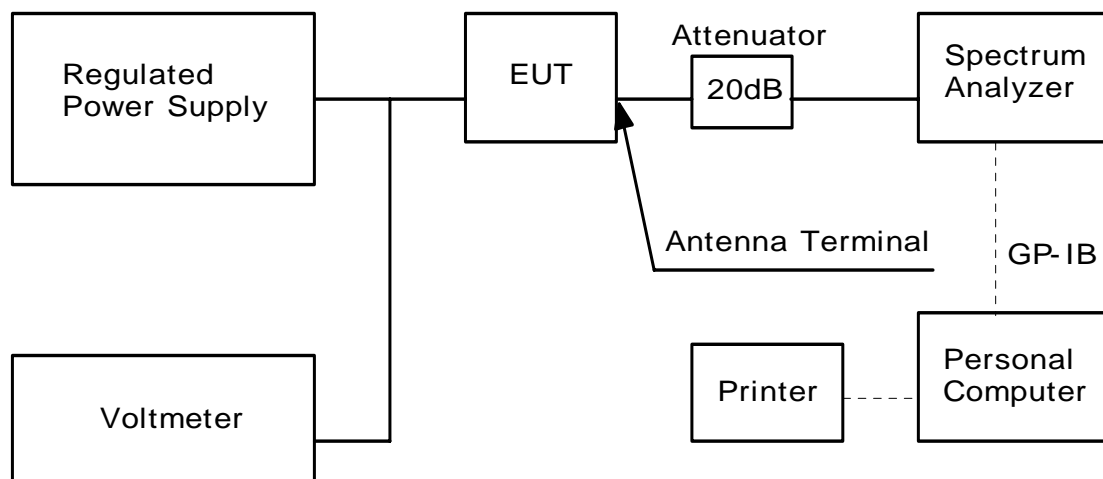 Regulated
Power Supply
EUT
Attenuator
20dB
Spectrum
Analyzer
Antenna Terminal
GP-IB
Voltmeter
Printer
Personal
Computer